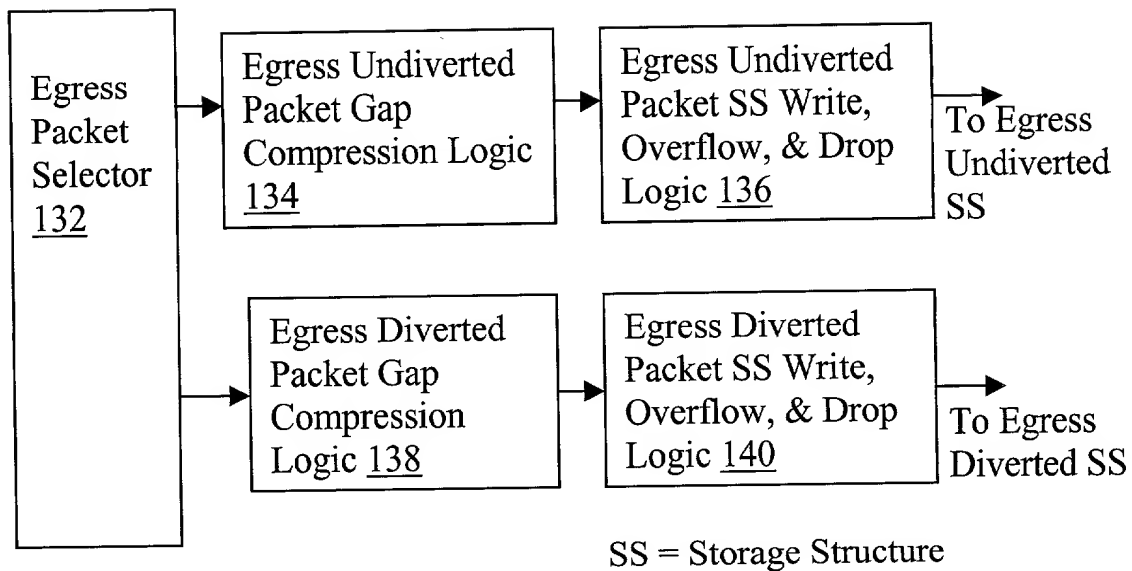 Egress
Packet
Selector
132
Egress Undiverted
Packet Gap
Compression Logic
134
Egress Undiverted
Packet SS Write,
Overflow, & Drop
Logic 136
To Egress
Undiverted
SS
Egress Diverted
Packet Gap
Compression
Logic 138
Egress Diverted
Packet SS Write,
Overflow, & Drop
Logic 140
To Egress
Diverted SS
SS = Storage Structure